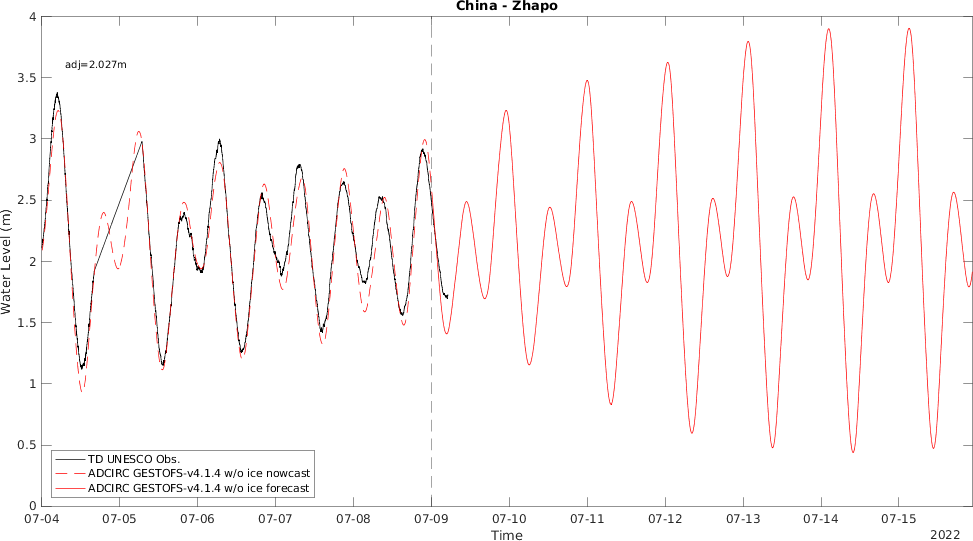 China - Zhapo
adj=2.027m
4
3.5
3
2.5
2
1.5
1
0.5
0
Water Level (m)
TD UNESCO Obs.
ADCIRC GESTOFS-v4.1.4 w/o ice nowcast
ADCIRC GESTOFS-v4.1.4 w/o ice forecast
07-04 07-05 07-06 07-07 07-08 07-09 07-10 07-11 07-12 07-13 07-14 07-15
Time
2022